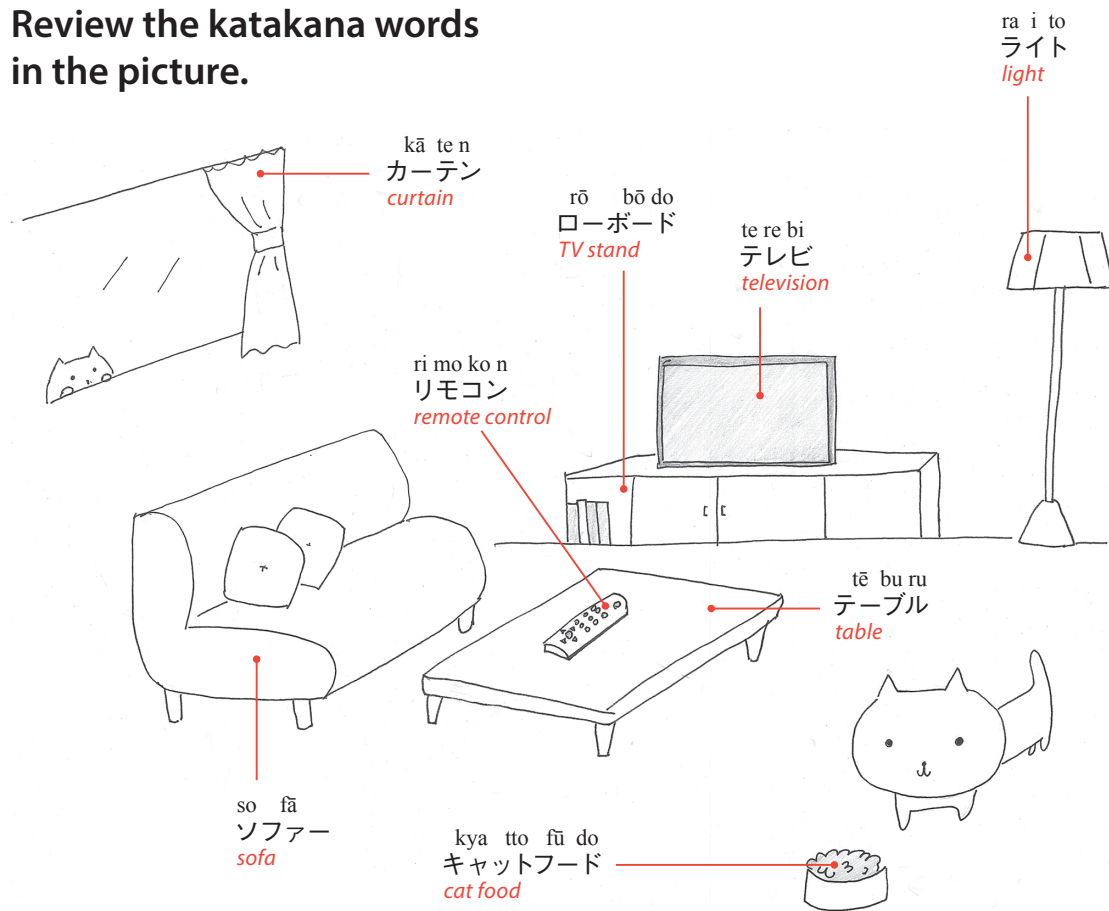 Review the katakana words
in the picture.
ra i to
ライト
light
kā te n
カーテン
curtain
rō bō do
ローボード
TV stand
te re bi
テレビ
television
ri mo ko n
リモコン
remote control
tē bu ru
テーブル
table
so fā
ソファー
sofa
kya tto fū do
キャットフード
cat food